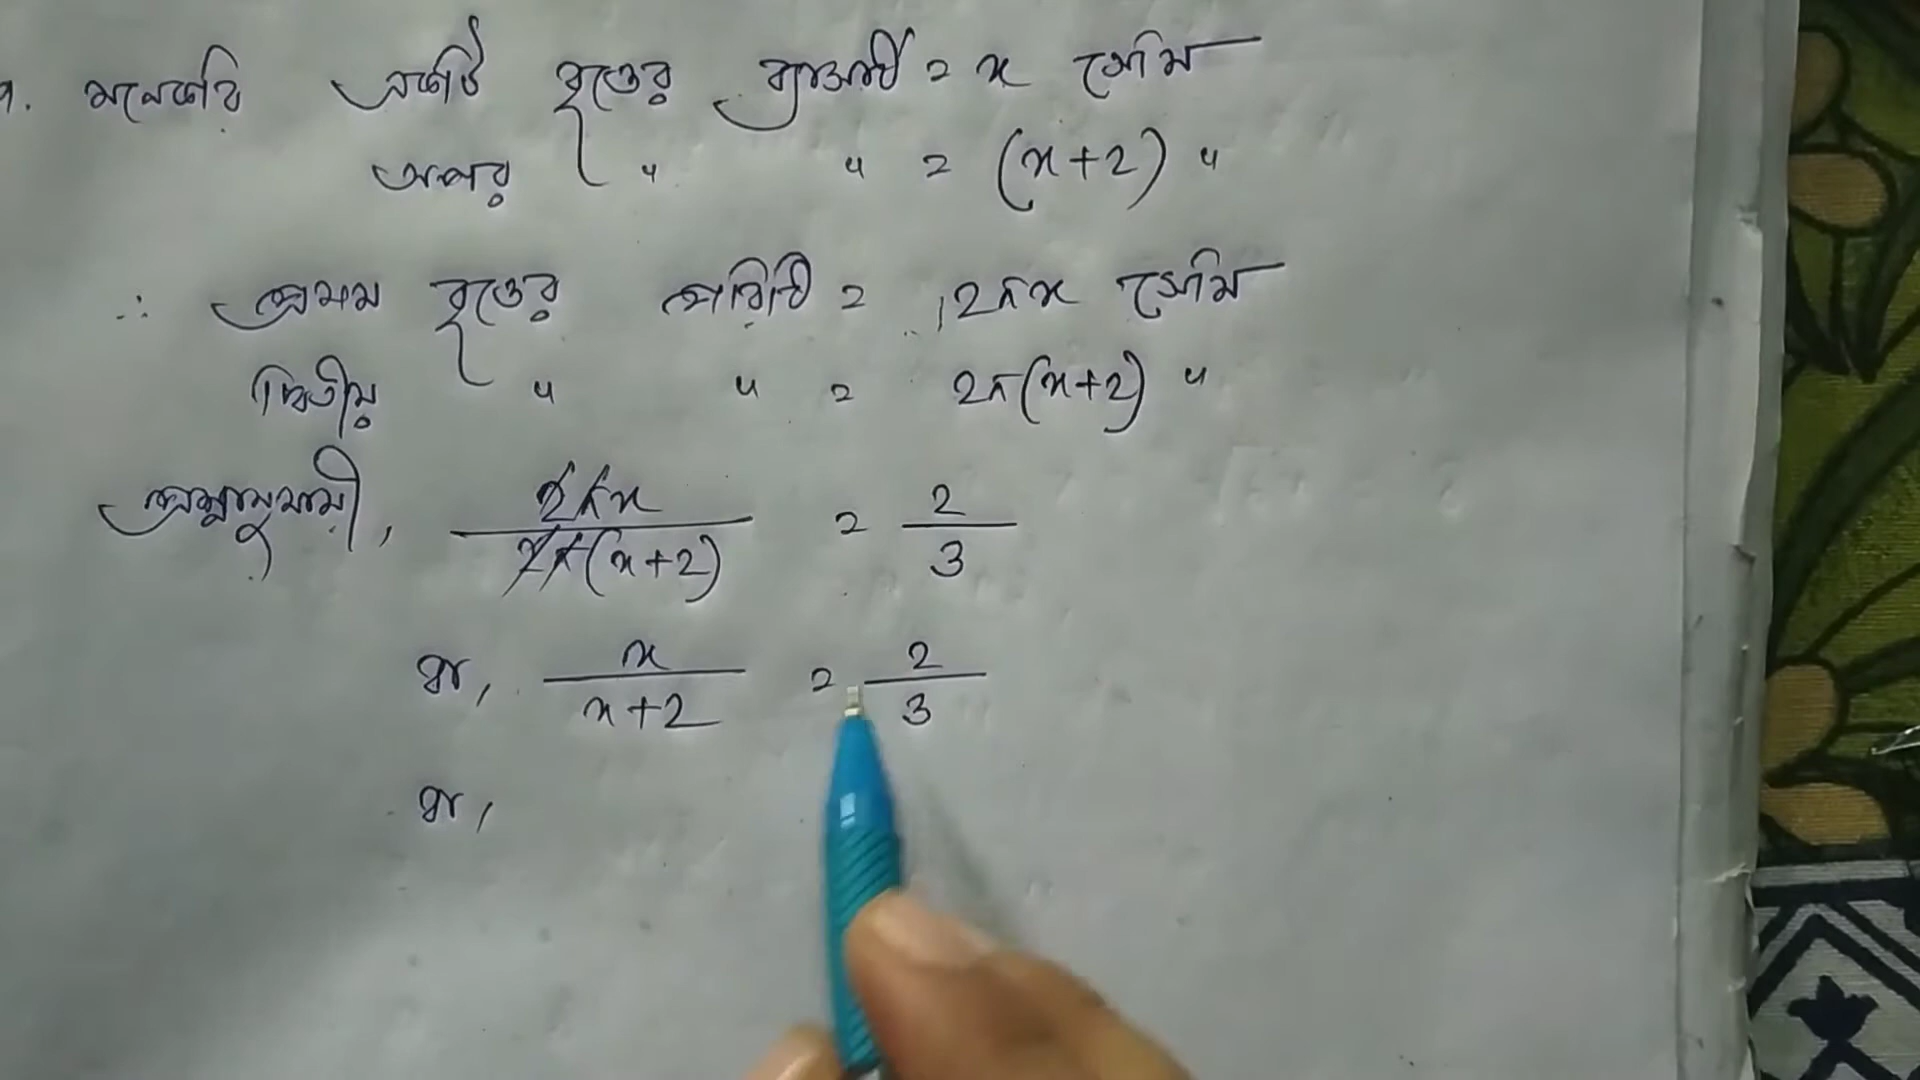 মনেকরি একটি বৃত্তের ব্যাসার্ধ = x সেমি
অপর " " = (x+2) "
∴ প্রথম বৃত্তের পরিধি = 2πx সেমি
দ্বিতীয় " " = 2π(x+2) "
প্রশ্নানুযায়ী, 2πx / 2π(x+2) = 2/3
বা, x / x+2 = 2/3
বা,